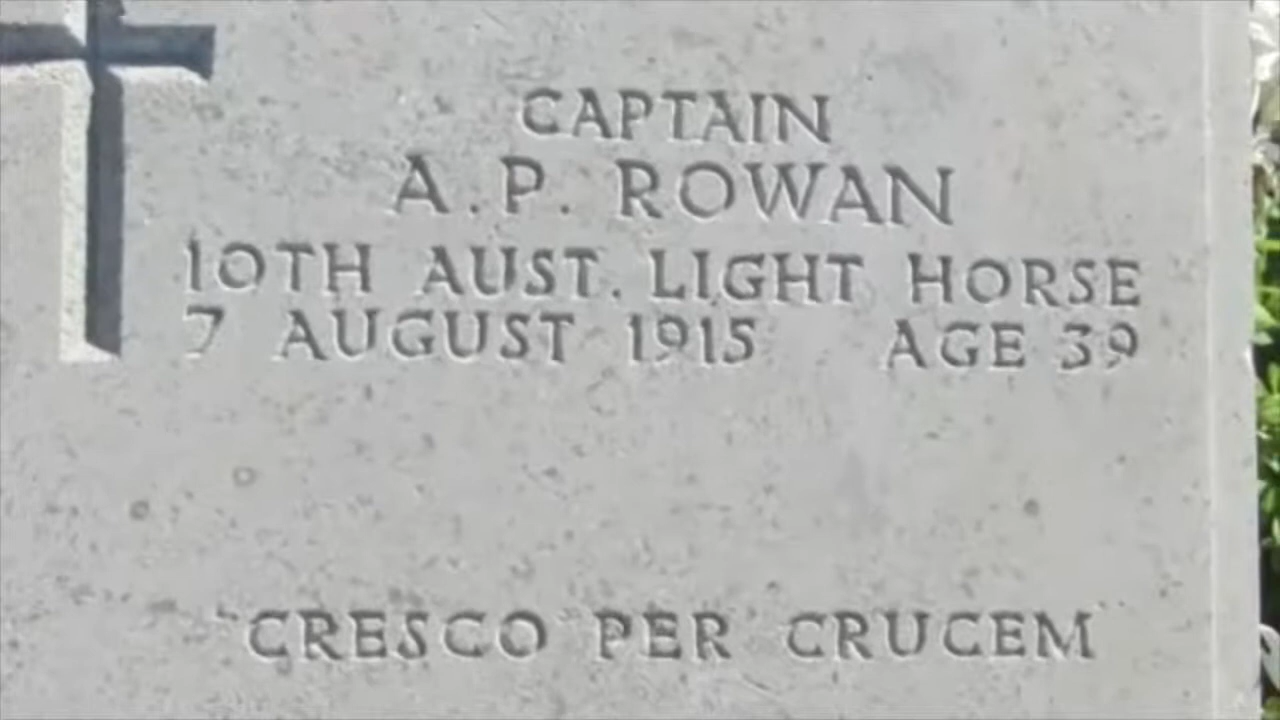 CAPTAIN
A.P. ROWAN
10TH AUST. LIGHT HORSE
7 AUGUST 1915 AGE 39
"CRESCO PER CRUCEM"